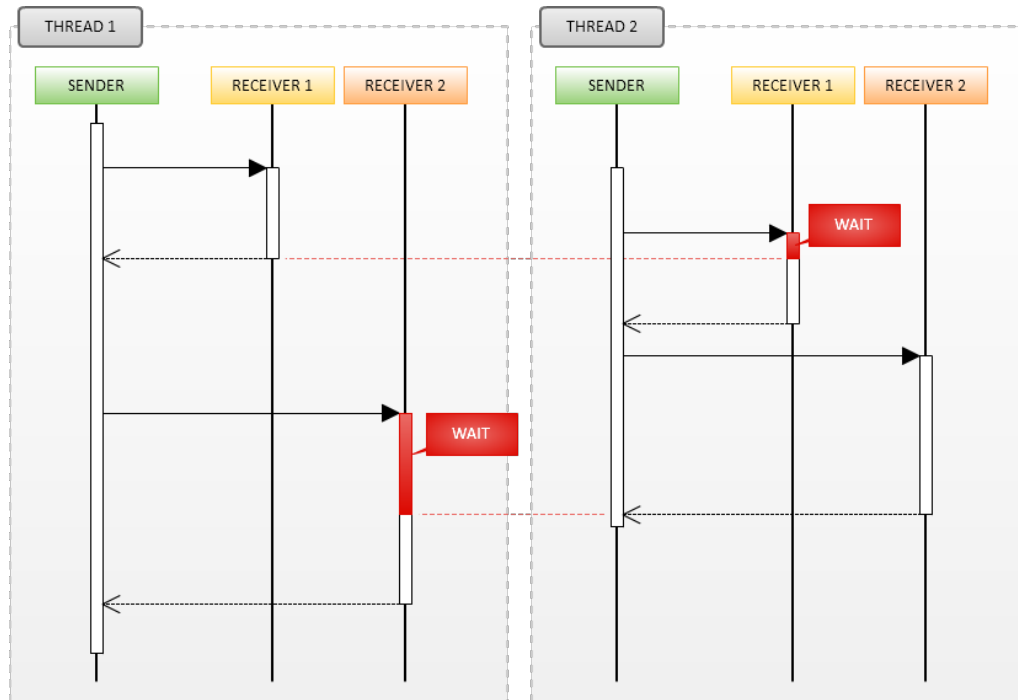 THREAD 1
THREAD 2
SENDER
RECEIVER 1
RECEIVER 2
SENDER
RECEIVER 1
RECEIVER 2
WAIT
WAIT